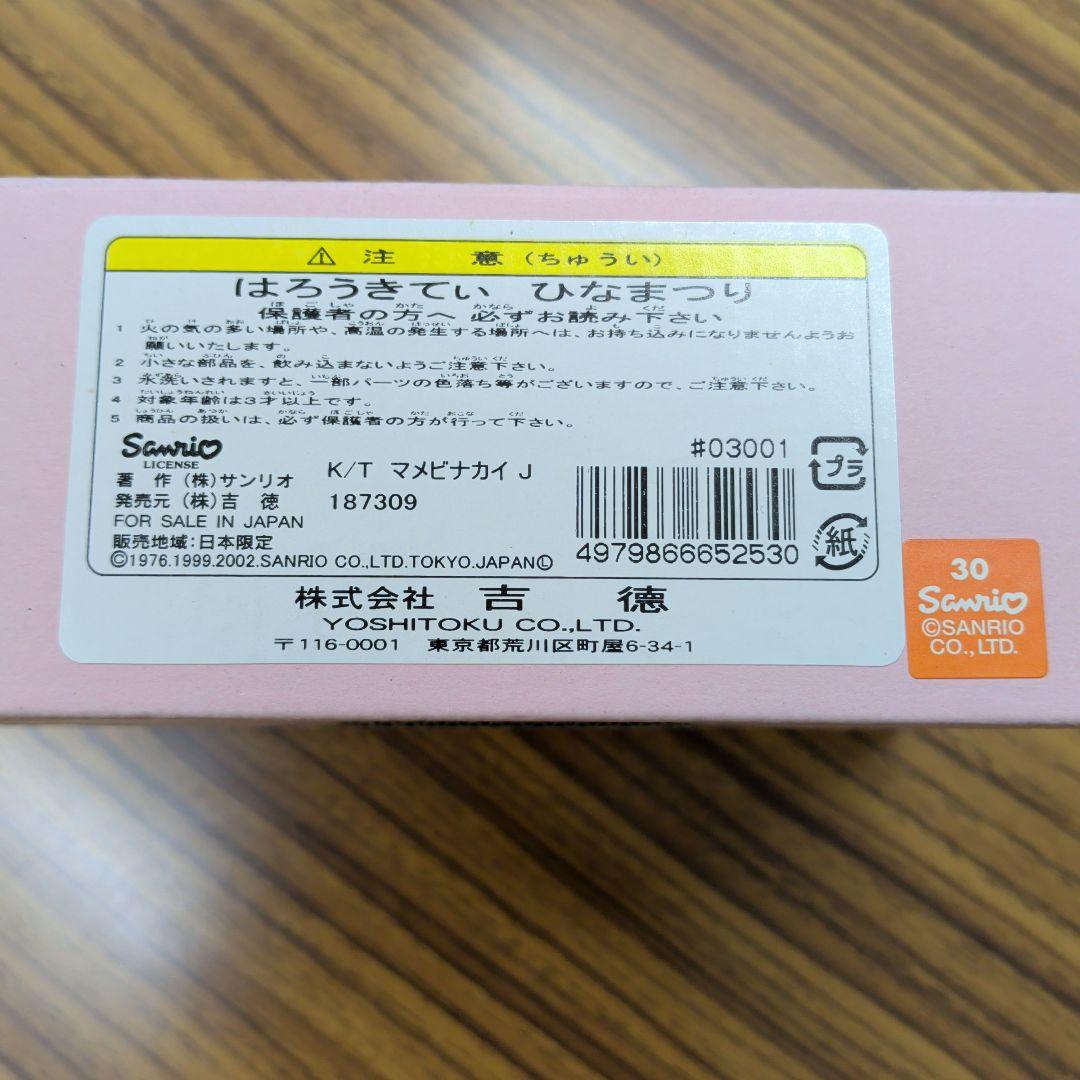 ⚠ 注 意 (ちゅうい)
はろうきてぃ ひなまつり
保護者の方へ 必ずお読み下さい
1 火の気の多い場所や、高温の発生する場所へは、お持ち込みになりませんようお
願いいたします。
2 小さな部品を、飲み込まないようご注意下さい。
3 水洗いされますと、一部パーツの色落ち等がございますので、ご注意下さい。
4 対象年齢は3才以上です。
5 商品の扱いは、必ず保護者の方が行って下さい。
Sanrio
LICENSE
著 作 (株)サンリオ
発売元 (株)吉 徳
FOR SALE IN JAPAN
販売地域:日本限定
©1976.1999.2002.SANRIO CO.,LTD.TOKYO.JAPANⓁ
K/T マメビナカイ J
187309
#03001
4979866652530
プラ
紙
株式会社 吉 徳
YOSHITOKU CO.,LTD.
〒116-0001 東京都荒川区町屋6-34-1
30
Sanrio
©SANRIO
CO., LTD.